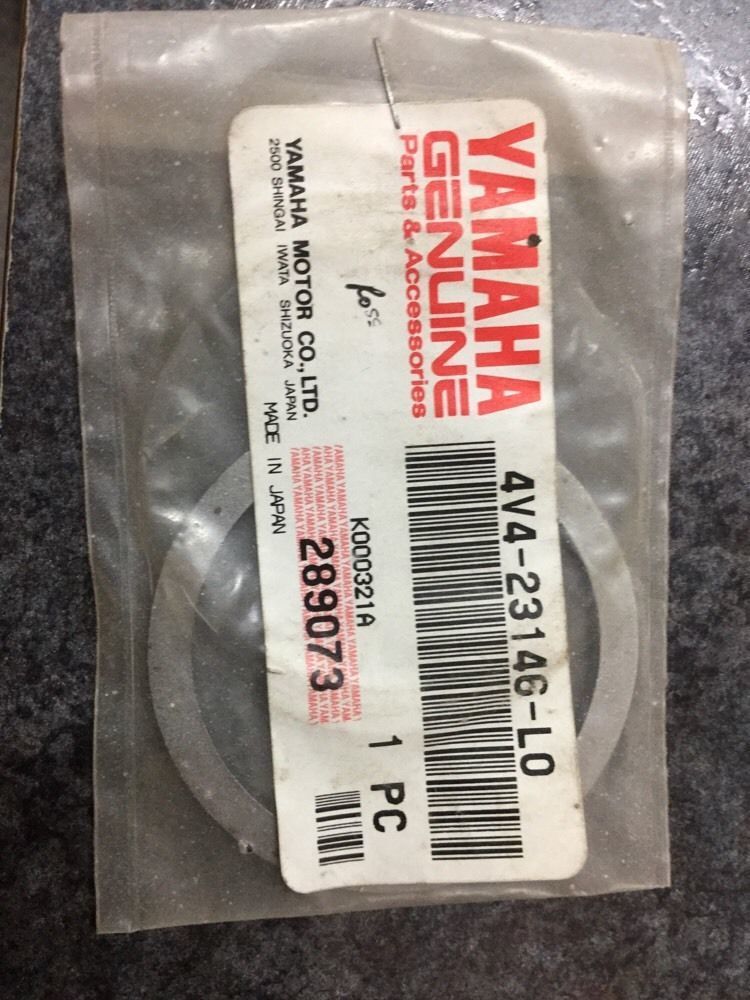 YAMAHA
GENUINE
Parts & Accessories
4V4-23146-L0
1 PC
Ross
K000321A
289073
YAMAHA MOTOR CO., LTD.
2500 SHINGAI IWATA SHIZUOKA JAPAN
MADE IN JAPAN